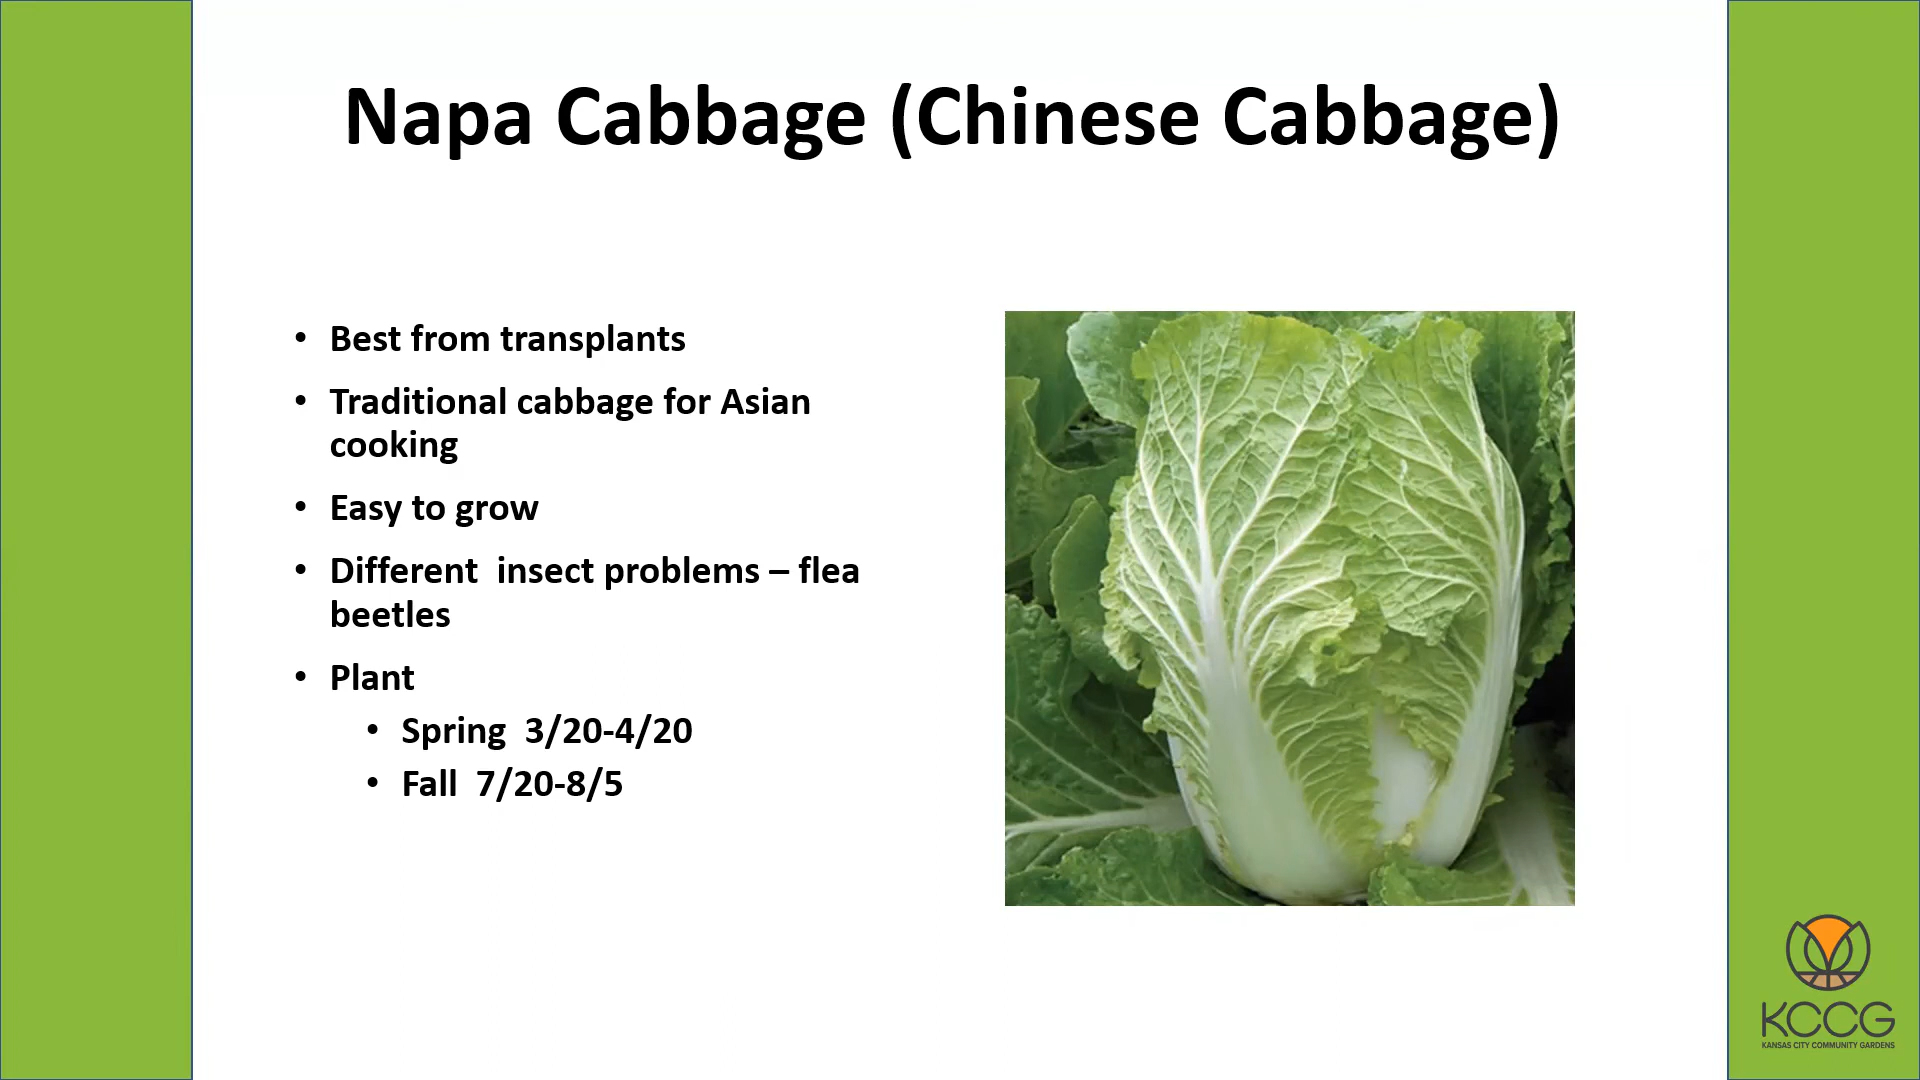 Napa Cabbage (Chinese Cabbage)
• Best from transplants
• Traditional cabbage for Asian
cooking
• Easy to grow
• Different  insect problems – flea
beetles
• Plant
• Spring  3/20-4/20
• Fall  7/20-8/5
KCCG
KANSAS CITY COMMUNITY GARDENS